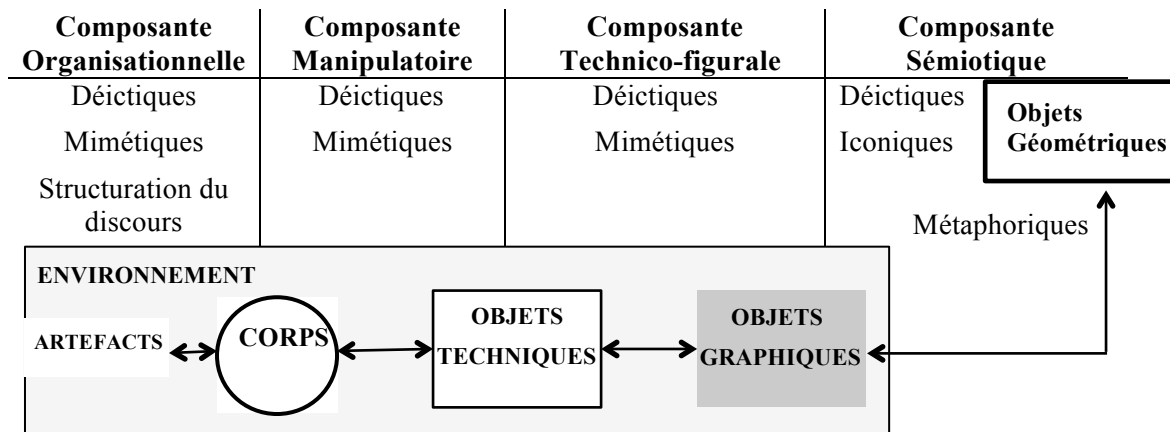 Composante Organisationnelle
Composante Manipulatoire
Composante Technico-figurale
Composante Sémiotique
Déictiques
Mimétiques
Structuration du discours
Déictiques
Mimétiques
Déictiques
Mimétiques
Déictiques
Iconiques
Métaphoriques
Objets
Géométriques
ENVIRONNEMENT
ARTEFACTS
CORPS
OBJETS
TECHNIQUES
OBJETS
GRAPHIQUES